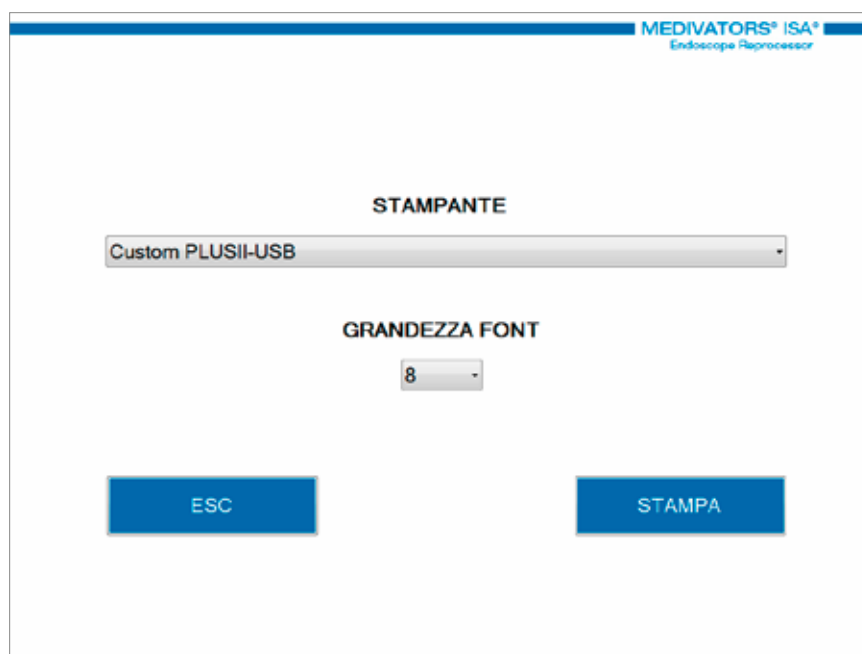 MEDIVATORS® ISA®
Endoscope Reprocessor
STAMPANTE
Custom PLUSII-USB
GRANDEZZA FONT
8
ESC
STAMPA